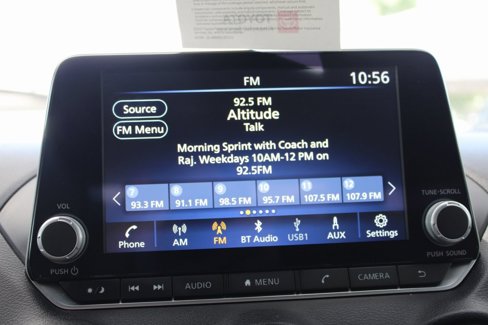 TOYOTA
FM
10:56
Source
FM Menu
92.5 FM
Altitude
Talk
Morning Sprint with Coach and
Raj. Weekdays 10AM-12 PM on
92.5FM
7 8 9 10 11 12
93.3 FM 91.1 FM 98.5 FM 95.7 FM 107.5 FM 107.9 FM
Phone AM FM BT Audio USB1 AUX Settings
VOL
PUSH
TUNE·SCROLL
PUSH SOUND
AUDIO MENU CAMERA